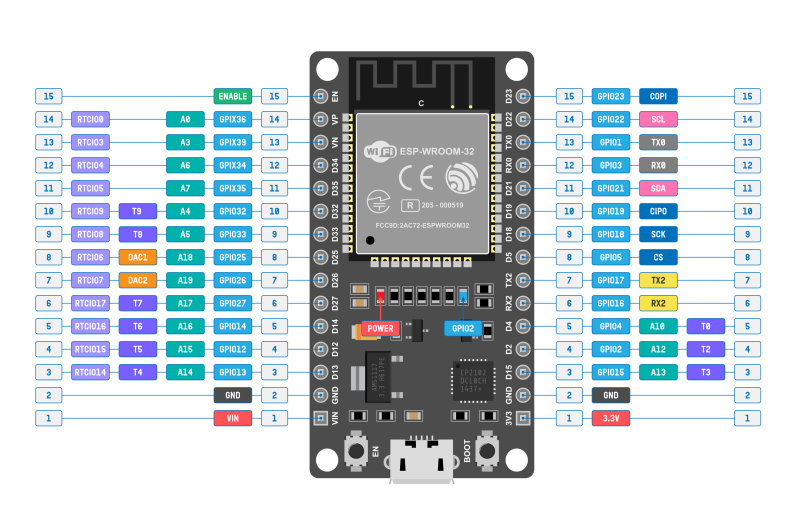 15 ENABLE 15 EN D23 15 GPIO23 COPI 15
14 RTCIO0 A0 GPIX36 14 VP D22 14 GPIO22 SCL 14
13 RTCIO3 A3 GPIX39 13 VN TX0 13 GPIO1 TX0 13
12 RTCIO4 A6 GPIX34 12 D34 RX0 12 GPIO3 RX0 12
11 RTCIO5 A7 GPIX35 11 D35 D21 11 GPIO21 SDA 11
10 RTCIO9 T9 A4 GPIO32 10 D32 D19 10 GPIO19 CIPO 10
9 RTCIO8 T8 A5 GPIO33 9 D33 D18 9 GPIO18 SCK 9
8 RTCIO6 DAC1 A18 GPIO25 8 D25 D5 8 GPIO5 CS 8
7 RTCIO7 DAC2 A19 GPIO26 7 D26 TX2 7 GPIO17 TX2 7
6 RTCIO17 T7 A17 GPIO27 6 D27 RX2 6 GPIO16 RX2 6
5 RTCIO16 T6 A16 GPIO14 5 D14 D4 5 GPIO4 A10 T0 5
4 RTCIO15 T5 A15 GPIO12 4 D12 D2 4 GPIO2 A12 T2 4
3 RTCIO14 T4 A14 GPIO13 3 D13 D15 3 GPIO15 A13 T3 3
2 GND 2 GND GND 2 GND 2
1 VIN 1 VIN 3V3 1 3.3V 1
C
WiFi ESP-WROOM-32
CE FC
R 205-000519
FCC9D:2AC72-ESPWROOM32
POWER GPIO2
AMS1117
CP2102
DCL0CH
1437+
EN BOOT